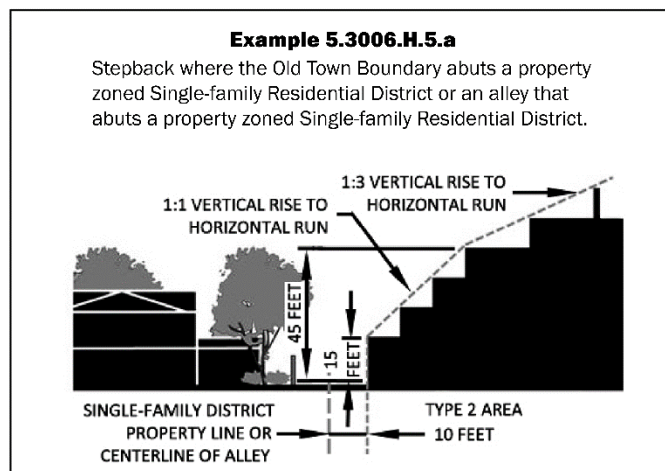 Example 5.3006.H.5.a
Stepback where the Old Town Boundary abuts a property
zoned Single-family Residential District or an alley that
abuts a property zoned Single-family Residential District.
1:3 VERTICAL RISE TO
HORIZONTAL RUN
1:1 VERTICAL RISE TO
HORIZONTAL RUN
45 FEET
15
FEET
SINGLE-FAMILY DISTRICT
PROPERTY LINE OR
CENTERLINE OF ALLEY
TYPE 2 AREA
10 FEET